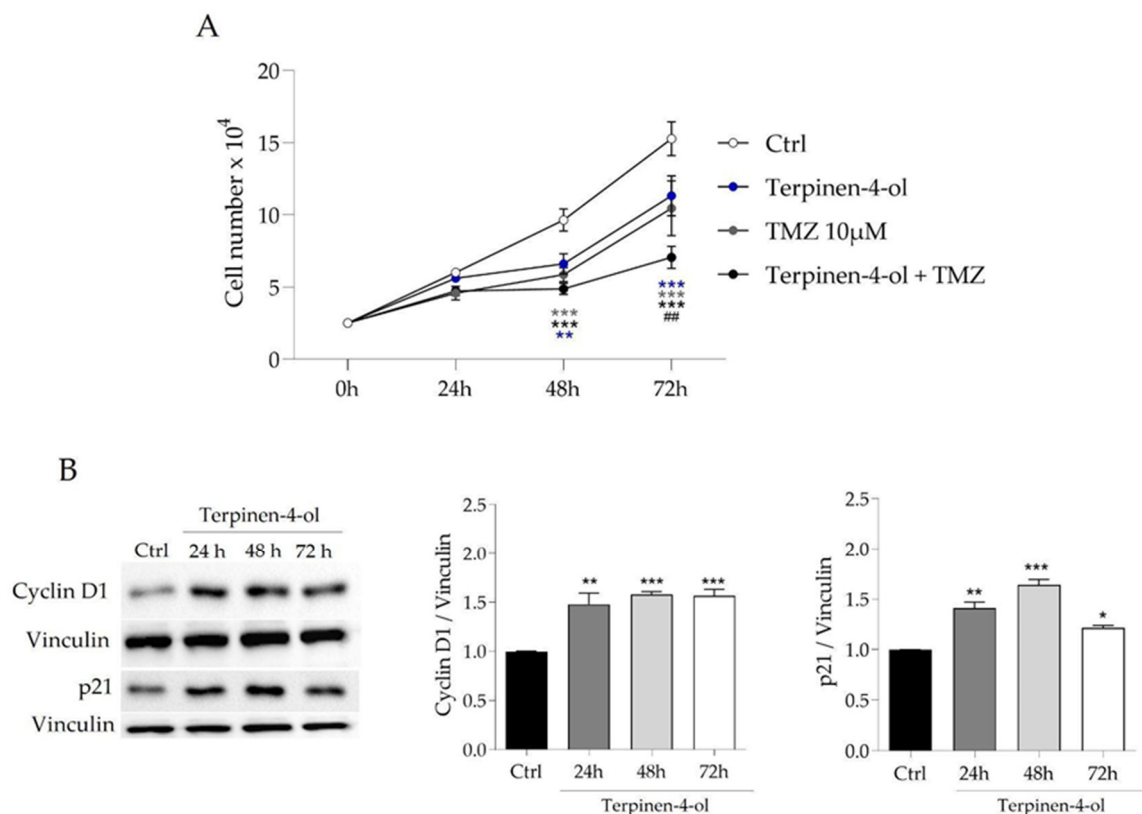 A
20
15
10
5
0
Cell number x 10⁴
0h 24h 48h 72h
***
***
**
***
***
***
##
Ctrl
Terpinen-4-ol
TMZ 10µM
Terpinen-4-ol + TMZ
B
Terpinen-4-ol
Ctrl 24 h 48 h 72 h
Cyclin D1
Vinculin
p21
Vinculin
Cyclin D1 / Vinculin
2.5
2.0
1.5
1.0
0.5
0.0
** *** ***
Ctrl 24h 48h 72h
Terpinen-4-ol
p21 / Vinculin
2.5
2.0
1.5
1.0
0.5
0.0
** *** *
Ctrl 24h 48h 72h
Terpinen-4-ol